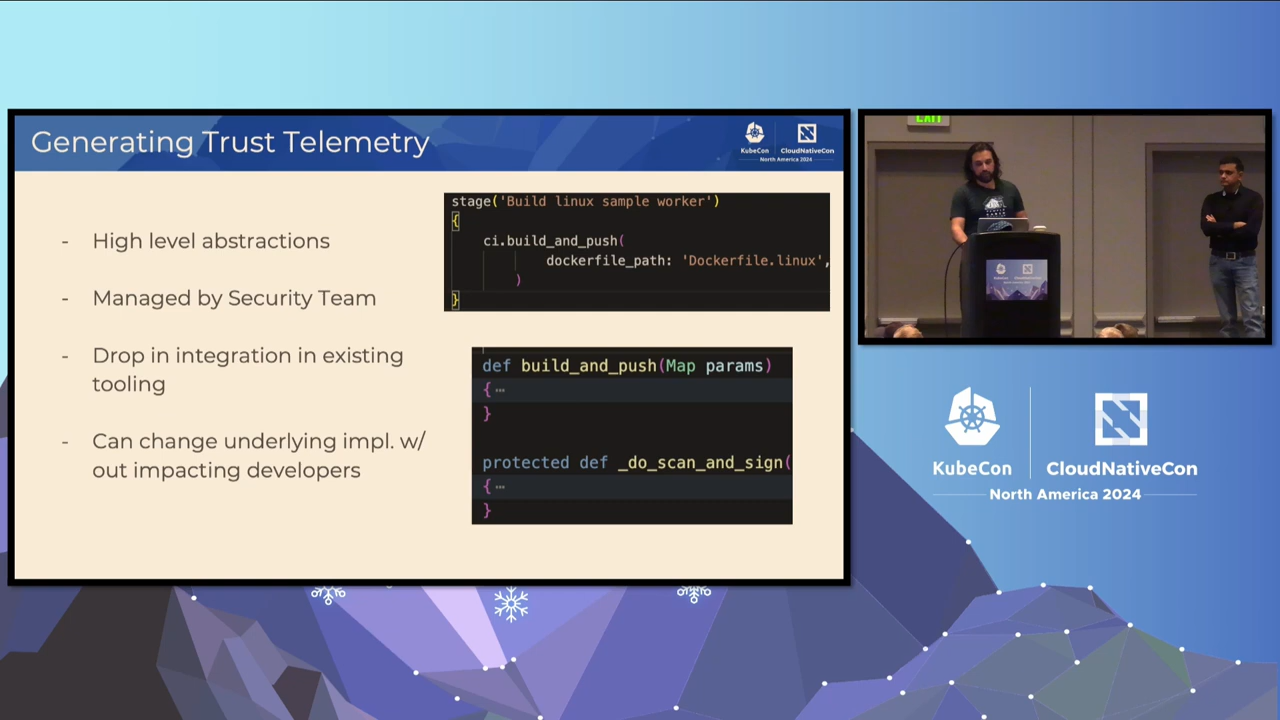 Generating Trust Telemetry
KubeCon
CloudNativeCon
North America 2024
- High level abstractions
- Managed by Security Team
- Drop in integration in existing
tooling
- Can change underlying impl. w/
out impacting developers
stage('Build linux sample worker')
{
ci.build_and_push(
dockerfile_path: 'Dockerfile.linux',
)
}
def build_and_push(Map params)
{ ⋯
}
protected def _do_scan_and_sign(
{ ⋯
}
EXIT
KubeCon
CloudNativeCon
KubeCon
CloudNativeCon
North America 2024